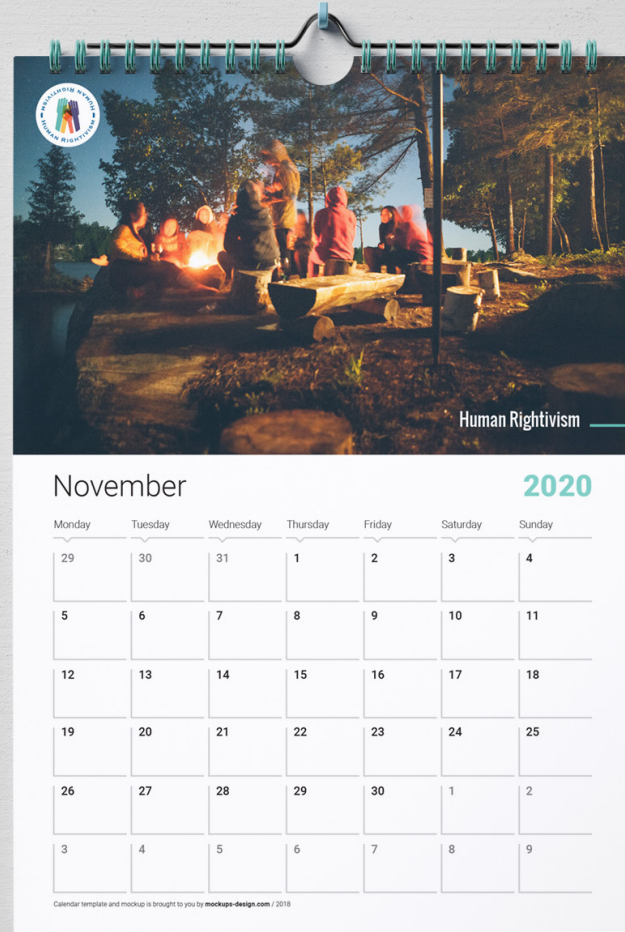 HUMAN RIGHTIVISM
HUMAN RIGHTIVISM
Human Rightivism
November 2020
Monday Tuesday Wednesday Thursday Friday Saturday Sunday
29 30 31 1 2 3 4
5 6 7 8 9 10 11
12 13 14 15 16 17 18
19 20 21 22 23 24 25
26 27 28 29 30 1 2
3 4 5 6 7 8 9
Calendar template and mockup is brought to you by mockups-design.com / 2018